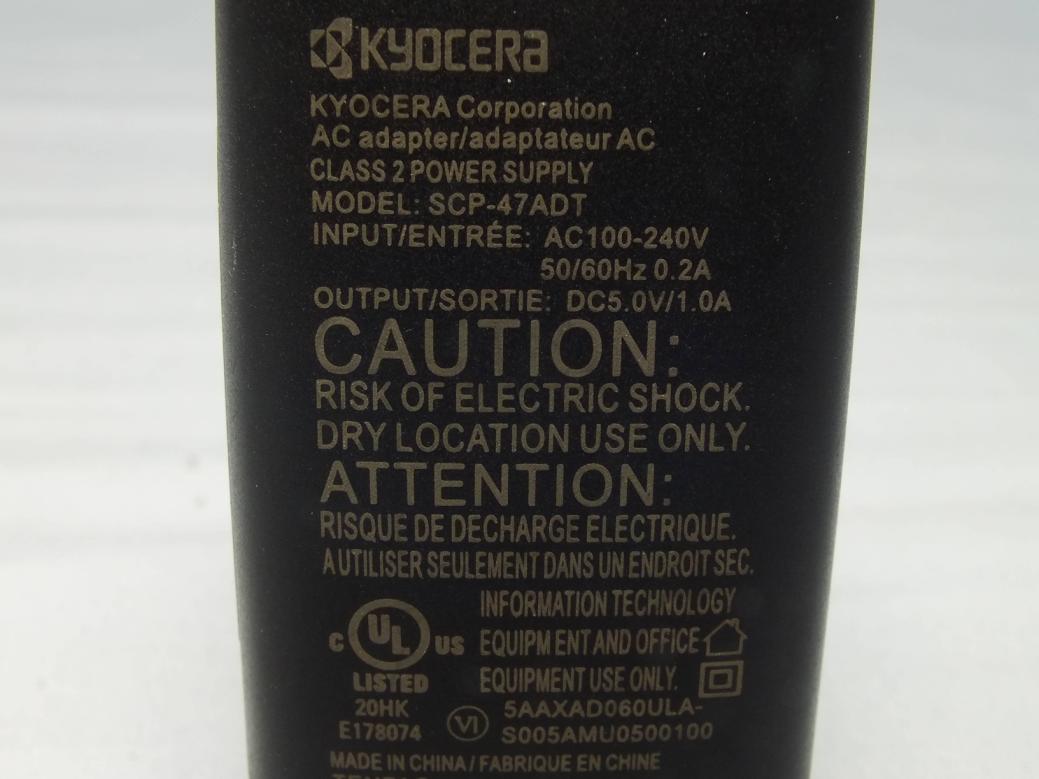 KYOCERA
KYOCERA Corporation
AC adapter/adaptateur AC
CLASS 2 POWER SUPPLY
MODEL: SCP-47ADT
INPUT/ENTRÉE: AC100-240V
50/60Hz 0.2A
OUTPUT/SORTIE: DC5.0V/1.0A
CAUTION:
RISK OF ELECTRIC SHOCK.
DRY LOCATION USE ONLY.
ATTENTION:
RISQUE DE DECHARGE ELECTRIQUE.
A UTILISER SEULEMENT DANS UN ENDROIT SEC.
INFORMATION TECHNOLOGY
C UL US EQUIPMENT AND OFFICE
LISTED EQUIPMENT USE ONLY.
20HK VI 5AAXAD060ULA-
E178074 S005AMU0500100
MADE IN CHINA / FABRIQUE EN CHINE